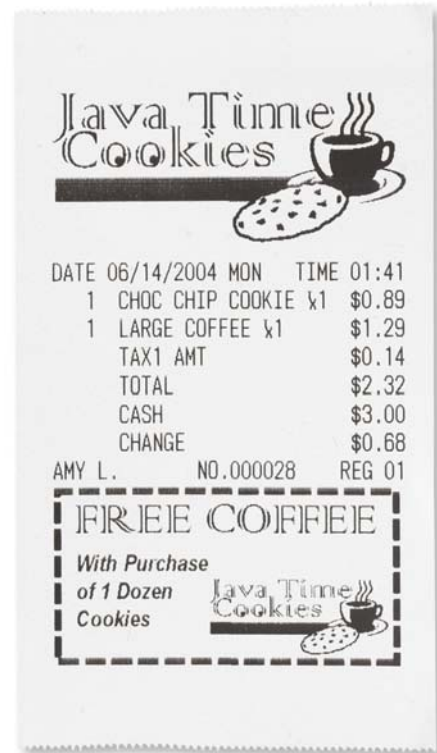 Java Time
Cookies
DATE 06/14/2004 MON TIME 01:41
1 CHOC CHIP COOKIE $0.89
1 LARGE COFFEE $1.29
TAX1 AMT $0.14
TOTAL $2.32
CASH $3.00
CHANGE $0.68
AMY L. NO.000028 REG 01
FREE COFFEE
With Purchase
of 1 Dozen
Cookies
Java Time
Cookies